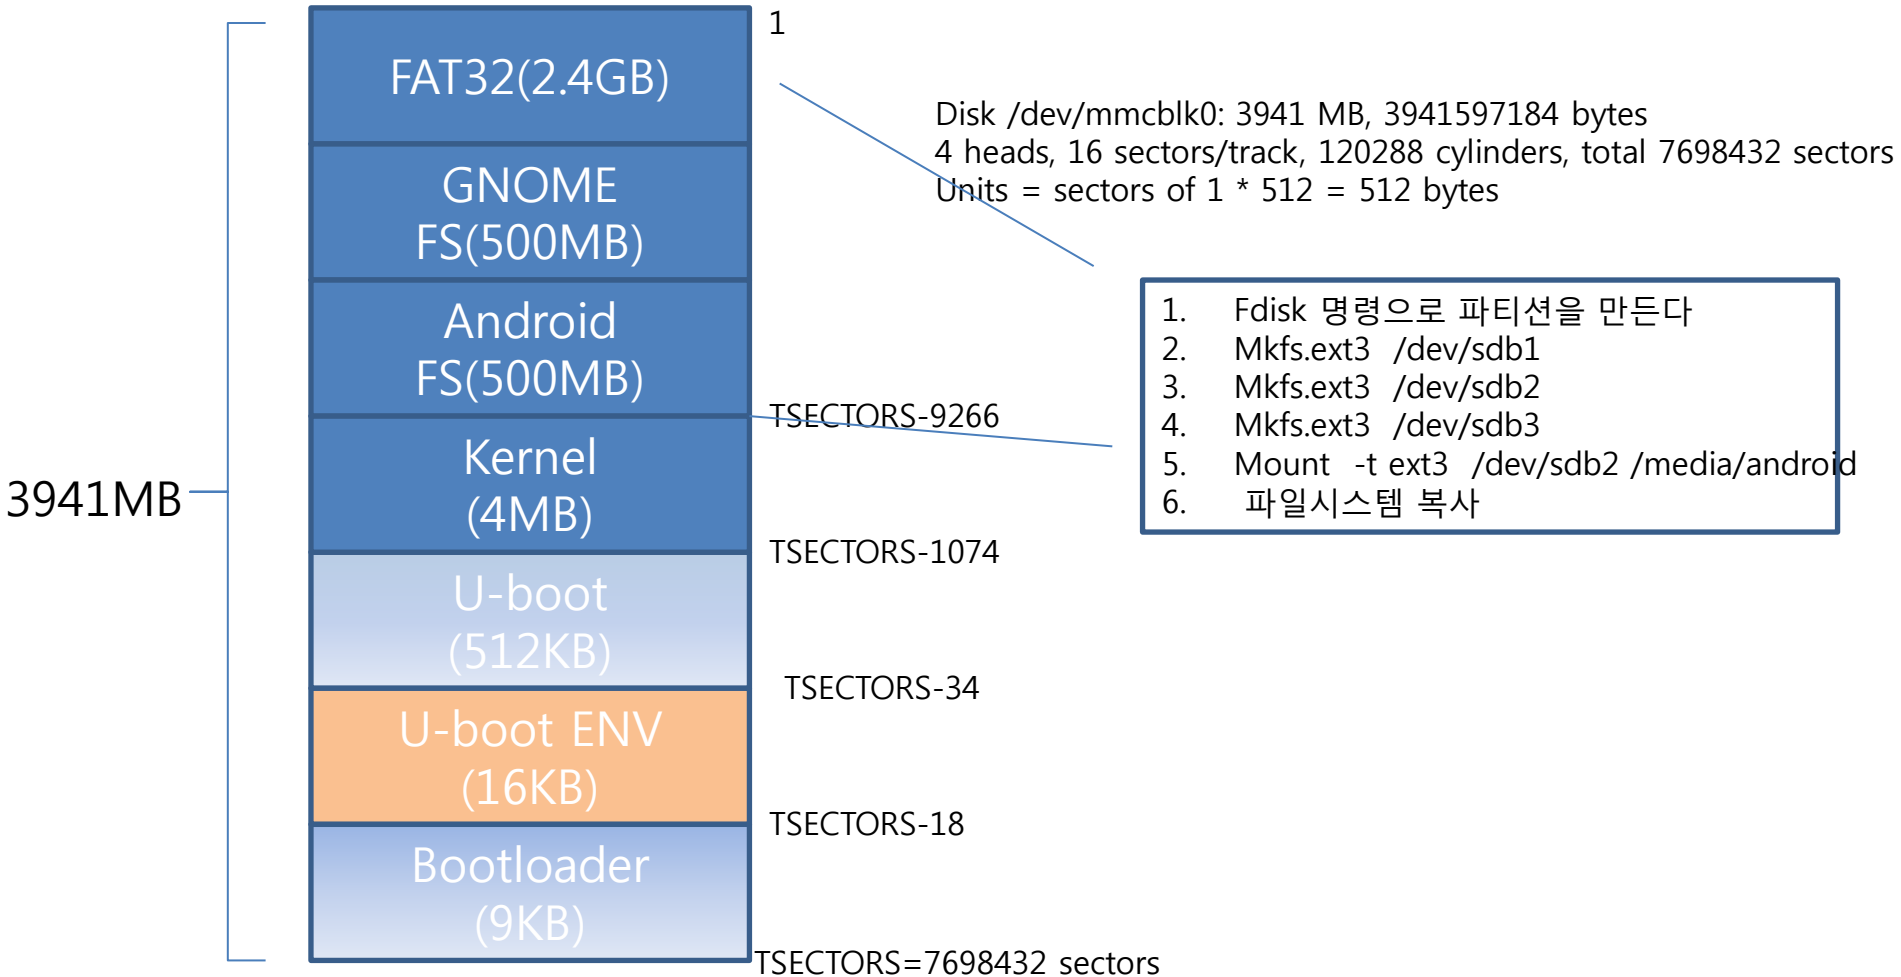 3941MB
FAT32(2.4GB)
GNOME
FS(500MB)
Android
FS(500MB)
Kernel
(4MB)
U-boot
(512KB)
U-boot ENV
(16KB)
Bootloader
(9KB)
1
TSECTORS-9266
TSECTORS-1074
TSECTORS-34
TSECTORS-18
TSECTORS=7698432 sectors
Disk /dev/mmcblk0: 3941 MB, 3941597184 bytes
4 heads, 16 sectors/track, 120288 cylinders, total 7698432 sectors
Units = sectors of 1 * 512 = 512 bytes
1. Fdisk 명령으로 파티션을 만든다
2. Mkfs.ext3 /dev/sdb1
3. Mkfs.ext3 /dev/sdb2
4. Mkfs.ext3 /dev/sdb3
5. Mount -t ext3 /dev/sdb2 /media/android
6. 파일시스템 복사